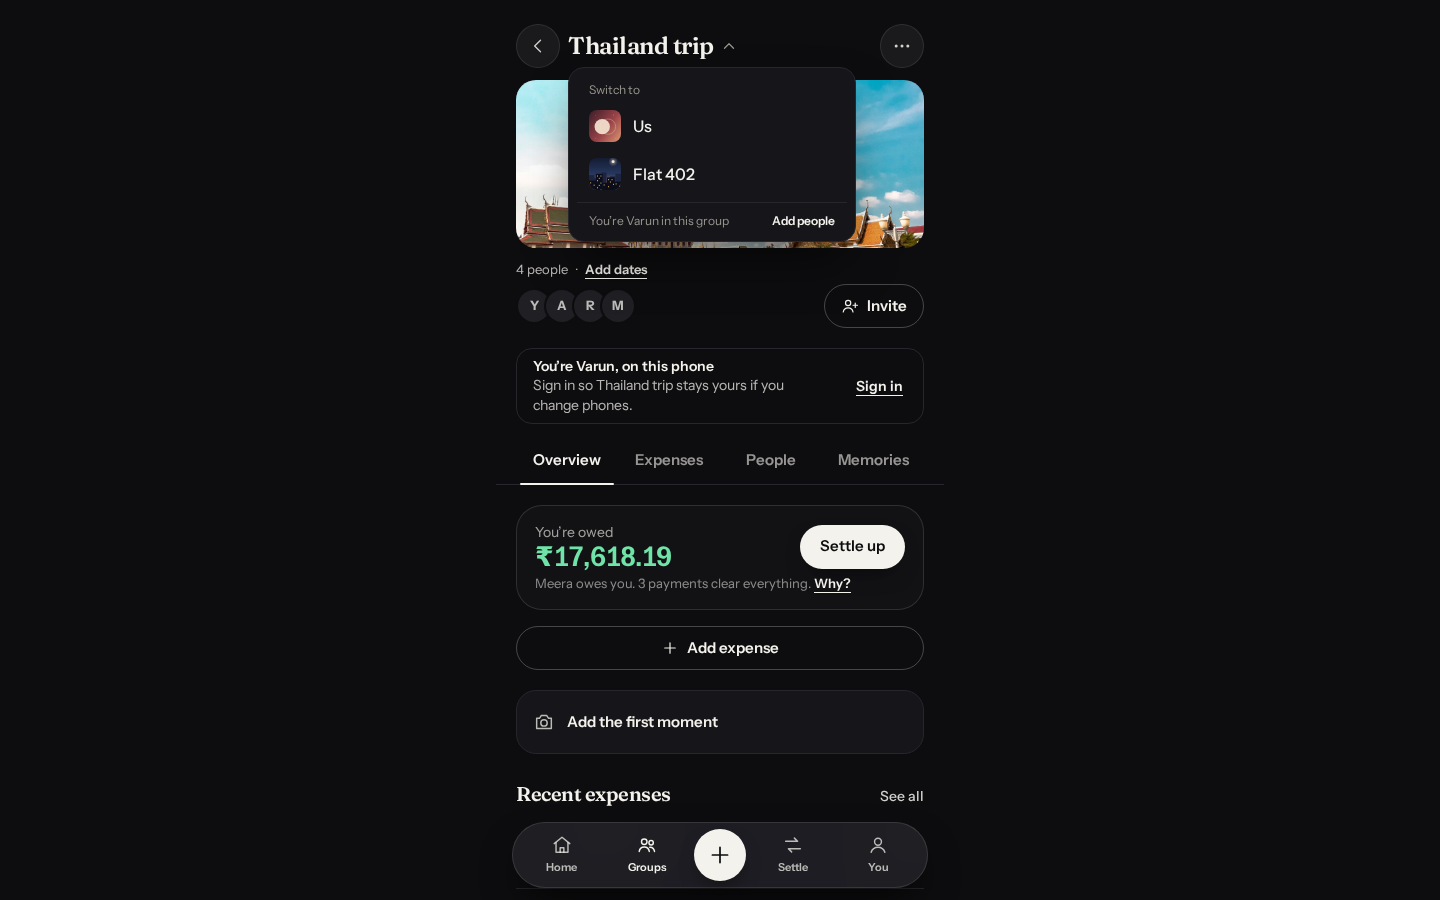 Thailand trip
Switch to
Us
Flat 402
You're Varun in this group Add people
4 people · Add dates
Y A R M
Invite
You're Varun, on this phone
Sign in so Thailand trip stays yours if you
change phones.
Sign in
Overview Expenses People Memories
You're owed
₹17,618.19
Settle up
Meera owes you. 3 payments clear everything. Why?
Add expense
Add the first moment
Recent expenses See all
Home Groups Settle You